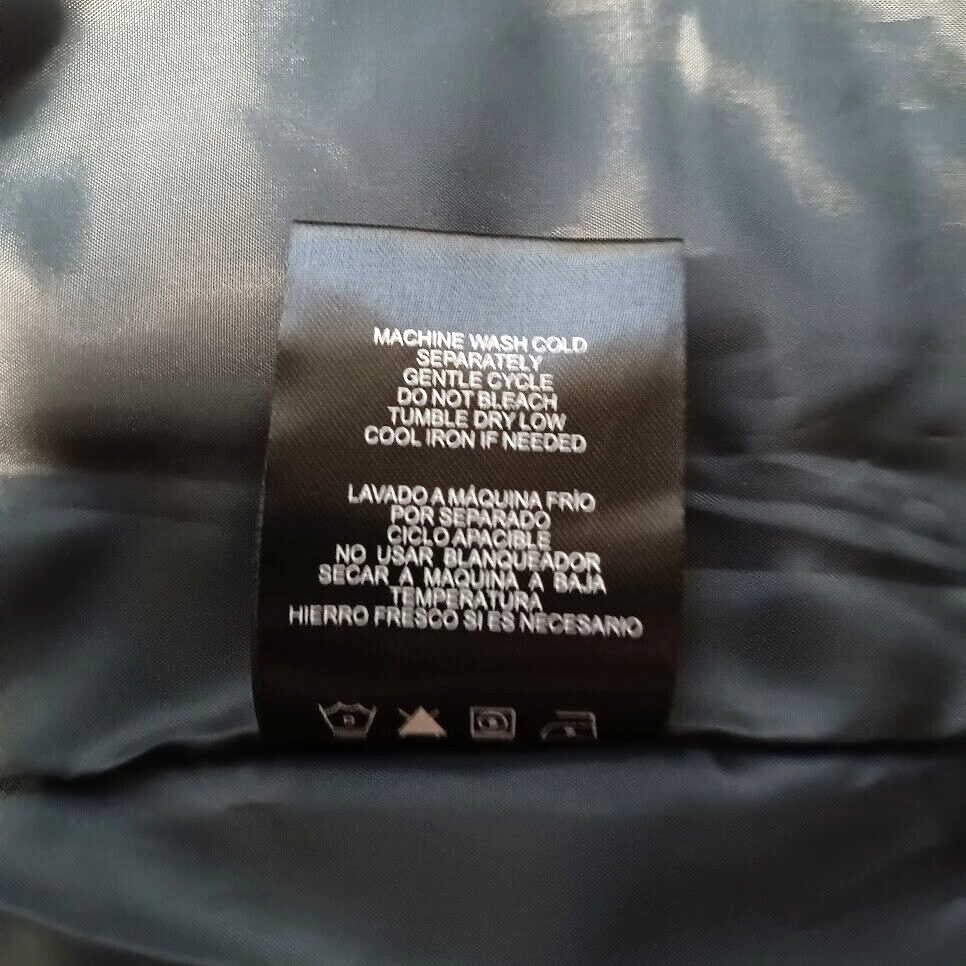 MACHINE WASH COLD
SEPARATELY
GENTLE CYCLE
DO NOT BLEACH
TUMBLE DRY LOW
COOL IRON IF NEEDED
LAVADO A MÁQUINA FRÍO
POR SEPARADO
CICLO APACIBLE
NO USAR BLANQUEADOR
SECAR A MAQUINA A BAJA
TEMPERATURA
HIERRO FRESCO SI ES NECESARIO